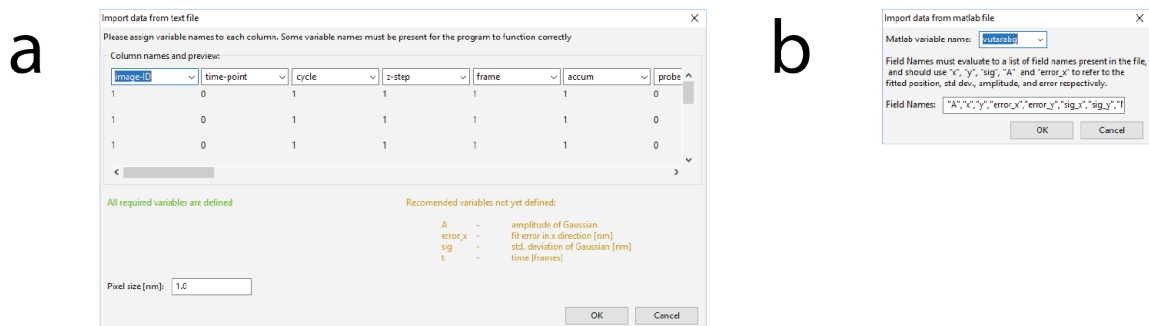 a
Import data from text file
Please assign variable names to each column. Some variable names must be present for the program to function correctly
Column names and preview:
image-ID time-point cycle z-step frame accum probe
1 0 1 1 1 1 0
1 0 1 1 1 1 0
1 0 1 1 1 1 0
All required variables are defined
Recomended variables not yet defined:
A - amplitude of Gaussian
error_x - fit error in x direction [nm]
sig - std. deviation of Gaussian [nm]
t - time [frames]
Pixel size [nm]: 1.0
OK Cancel
b
Import data from matlab file
Matlab variable name: vutarabg
Field Names must evaluate to a list of field names present in the file,
and should use "x", "y", "sig", "A" and "error_x" to refer to the
fitted position, std dev., amplitude, and error respectively.
Field Names: "A","x","y","error_x","error_y","sig_x","sig_y","
OK Cancel